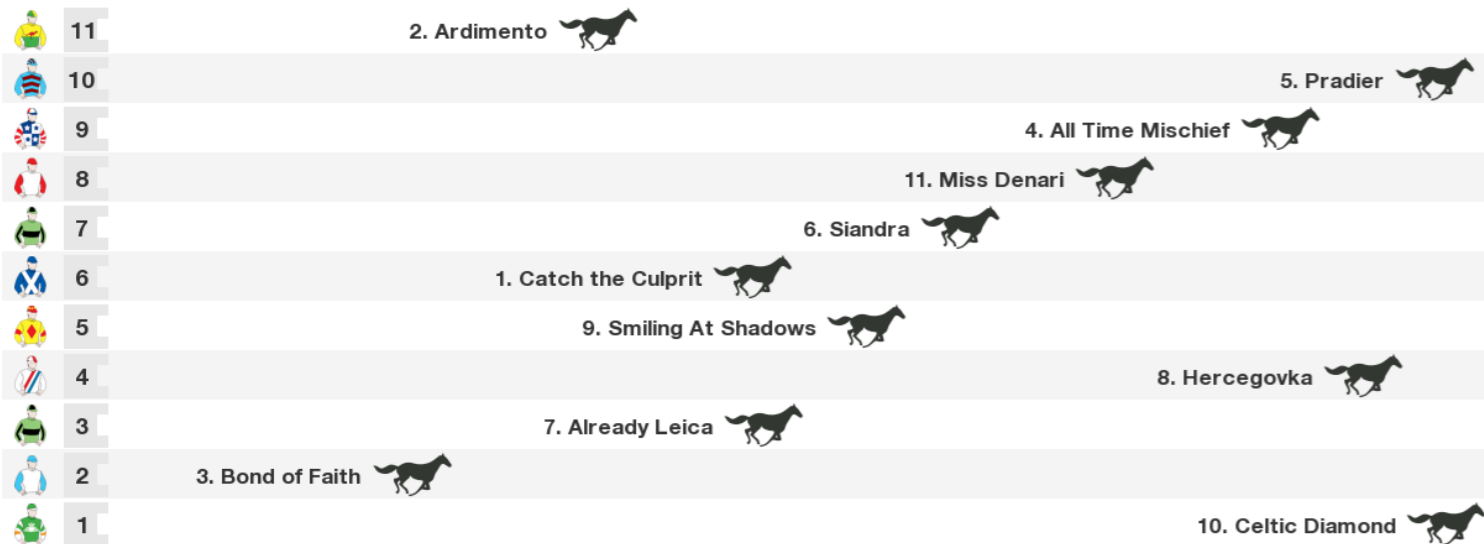 11 2. Ardimento
10 5. Pradier
9 4. All Time Mischief
8 11. Miss Denari
7 6. Siandra
6 1. Catch the Culprit
5 9. Smiling At Shadows
4 8. Hercegovka
3 7. Already Leica
2 3. Bond of Faith
1 10. Celtic Diamond